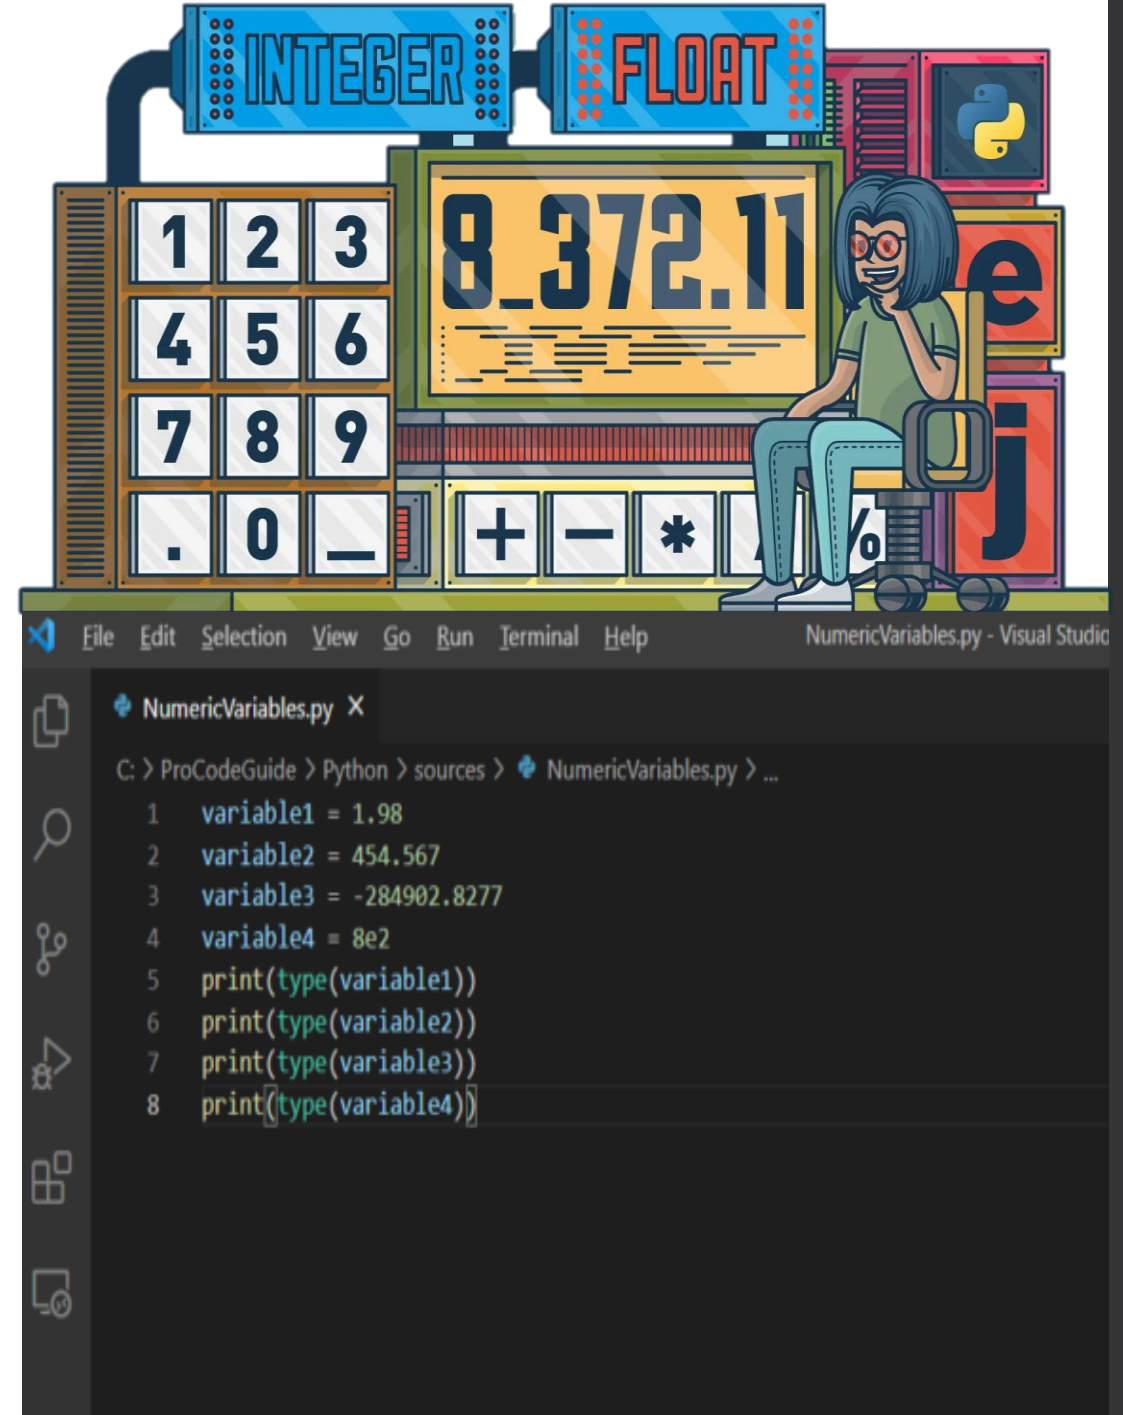 INTEGER FLOAT
8_372.11
1 2 3
4 5 6
7 8 9
. 0 _
+ - * %
e
j
File Edit Selection View Go Run Terminal Help NumericVariables.py - Visual Studio
NumericVariables.py X
C: > ProCodeGuide > Python > sources > NumericVariables.py > ...
1 variable1 = 1.98
2 variable2 = 454.567
3 variable3 = -284902.8277
4 variable4 = 8e2
5 print(type(variable1))
6 print(type(variable2))
7 print(type(variable3))
8 print(type(variable4))